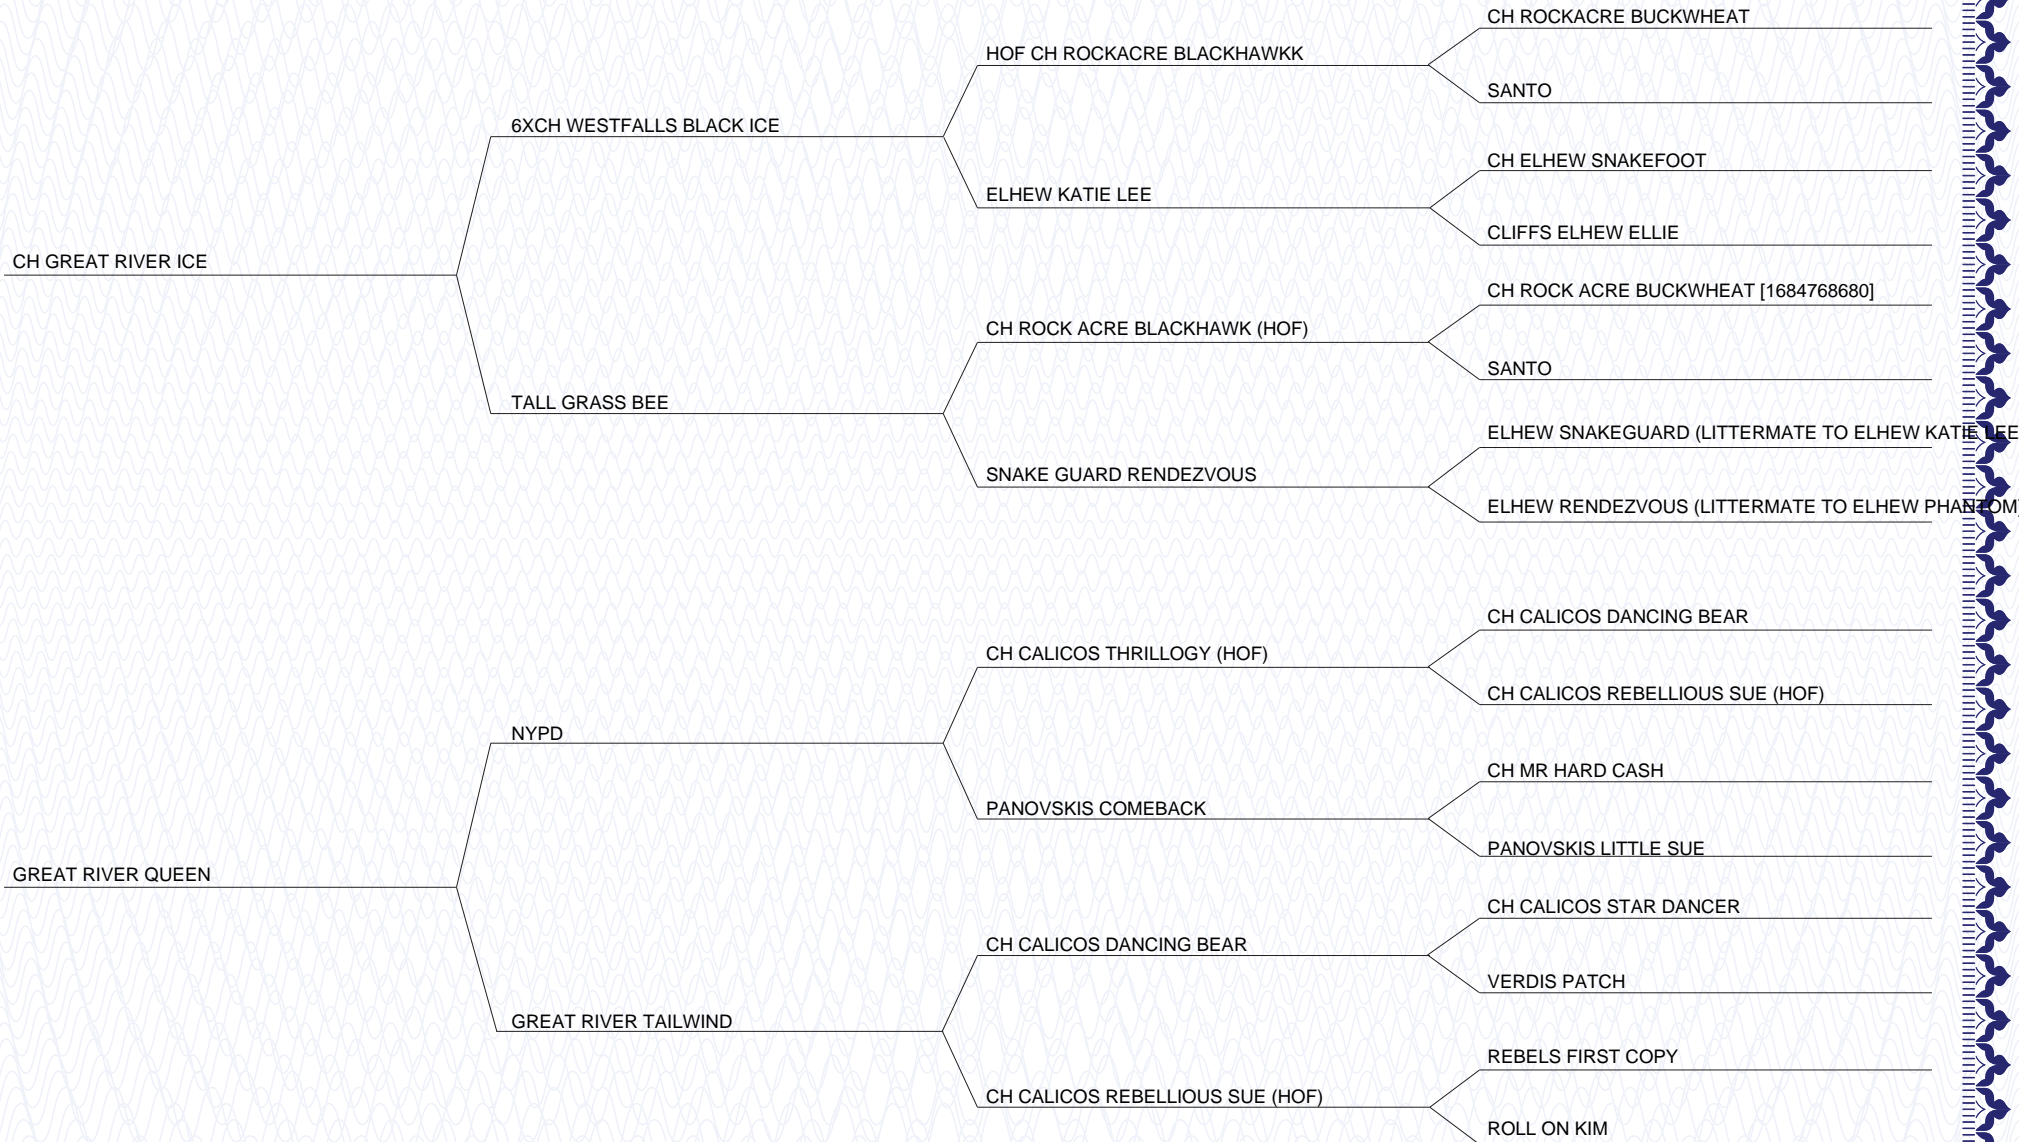 CH ROCKACRE BUCKWHEAT
HOF CH ROCKACRE BLACKHAWKK
SANTO
6XCH WESTFALLS BLACK ICE
CH ELHEW SNAKEFOOT
ELHEW KATIE LEE
CLIFFS ELHEW ELLIE
CH GREAT RIVER ICE
CH ROCK ACRE BUCKWHEAT [1684768680]
CH ROCK ACRE BLACKHAWK (HOF)
SANTO
TALL GRASS BEE
ELHEW SNAKEGUARD (LITTERMATE TO ELHEW KATIE LEE
SNAKE GUARD RENDEZVOUS
ELHEW RENDEZVOUS (LITTERMATE TO ELHEW PHANTOM)
CH CALICOS DANCING BEAR
CH CALICOS THRILLOGY (HOF)
CH CALICOS REBELLIOUS SUE (HOF)
NYPD
CH MR HARD CASH
PANOVSKIS COMEBACK
PANOVSKIS LITTLE SUE
GREAT RIVER QUEEN
CH CALICOS STAR DANCER
CH CALICOS DANCING BEAR
VERDIS PATCH
GREAT RIVER TAILWIND
REBELS FIRST COPY
CH CALICOS REBELLIOUS SUE (HOF)
ROLL ON KIM